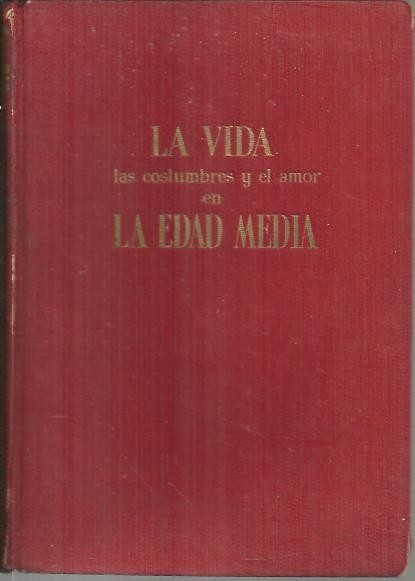 LA VIDA
las costumbres y el amor
en
LA EDAD MEDIA